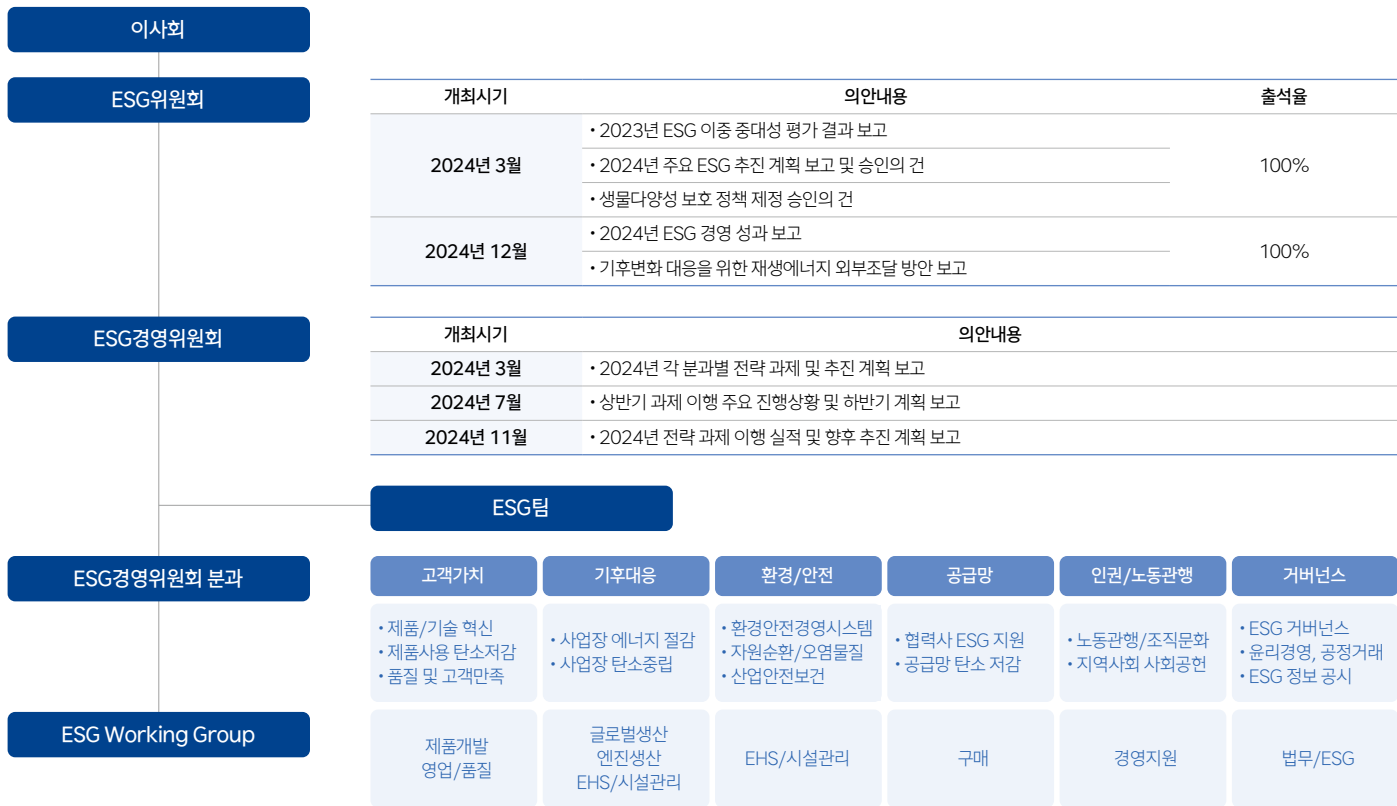 이사회
ESG위원회
개최시기 의안내용 출석율
2024년 3월
• 2023년 ESG 이중 중대성 평가 결과 보고
• 2024년 주요 ESG 추진 계획 보고 및 승인의 건
• 생물다양성 보호 정책 제정 승인의 건
100%
2024년 12월
• 2024년 ESG 경영 성과 보고
• 기후변화 대응을 위한 재생에너지 외부조달 방안 보고
100%
ESG경영위원회
개최시기 의안내용
2024년 3월 • 2024년 각 분과별 전략 과제 및 추진 계획 보고
2024년 7월 • 상반기 과제 이행 주요 진행상황 및 하반기 계획 보고
2024년 11월 • 2024년 전략 과제 이행 실적 및 향후 추진 계획 보고
ESG팀
ESG경영위원회 분과
고객가치
• 제품/기술 혁신
• 제품사용 탄소저감
• 품질 및 고객만족
기후대응
• 사업장 에너지 절감
• 사업장 탄소중립
환경/안전
• 환경안전경영시스템
• 자원순환/오염물질
• 산업안전보건
공급망
• 협력사 ESG 지원
• 공급망 탄소 저감
인권/노동관행
• 노동관행/조직문화
• 지역사회 사회공헌
거버넌스
• ESG 거버넌스
• 윤리경영, 공정거래
• ESG 정보 공시
ESG Working Group
제품개발
영업/품질
글로벌생산
엔진생산
EHS/시설관리
EHS/시설관리
구매
경영지원
법무/ESG